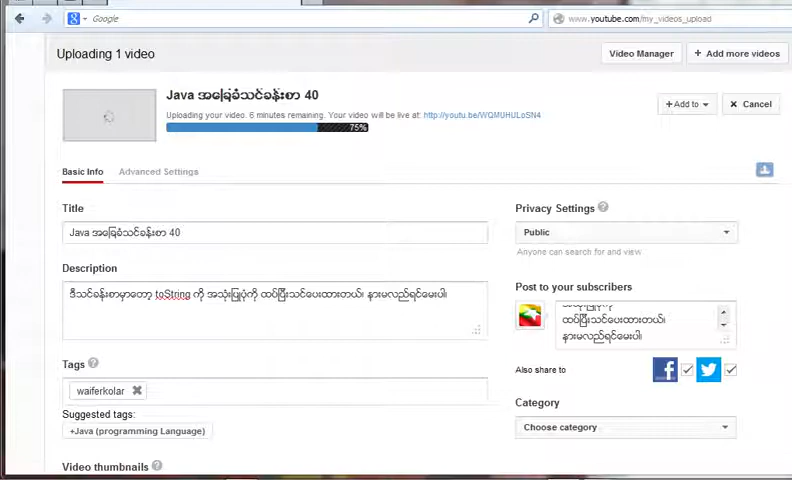 Google
www.youtube.com/my_videos_upload
Uploading 1 video
Video Manager
+ Add more videos
Java အခြေခံသင်ခန်းစာ 40
Uploading your video. 6 minutes remaining. Your video will be live at: http://youtu.be/WQMUHULoSN4
75%
+ Add to
Cancel
Basic Info
Advanced Settings
Title
Java အခြေခံသင်ခန်းစာ 40
Description
ဒီသင်ခန်းစာမှာတော့ toString ကို အသုံးပြုပုံကို ထပ်ပြီးသင်ပေးထားတယ်၊ နားမလည်ရင်မေးပါ၊
Tags
waiferkolar
Suggested tags:
+Java (programming Language)
Video thumbnails
Privacy Settings
Public
Anyone can search for and view
Post to your subscribers
ထပ်ပြီးသင်ပေးထားတယ်၊
နားမလည်ရင်မေးပါ၊
Also share to
Category
Choose category